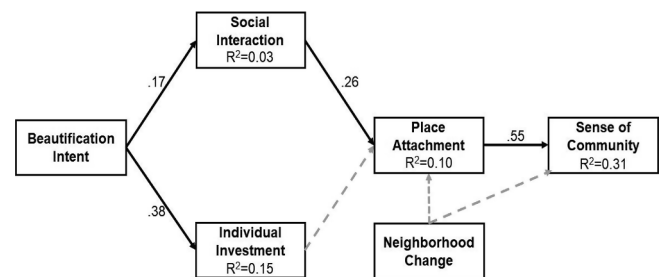 Social
Interaction
R²=0.03
.17
.26
Beautification
Intent
Place
Attachment
R²=0.10
.55
Sense of
Community
R²=0.31
.38
Individual
Investment
R²=0.15
Neighborhood
Change